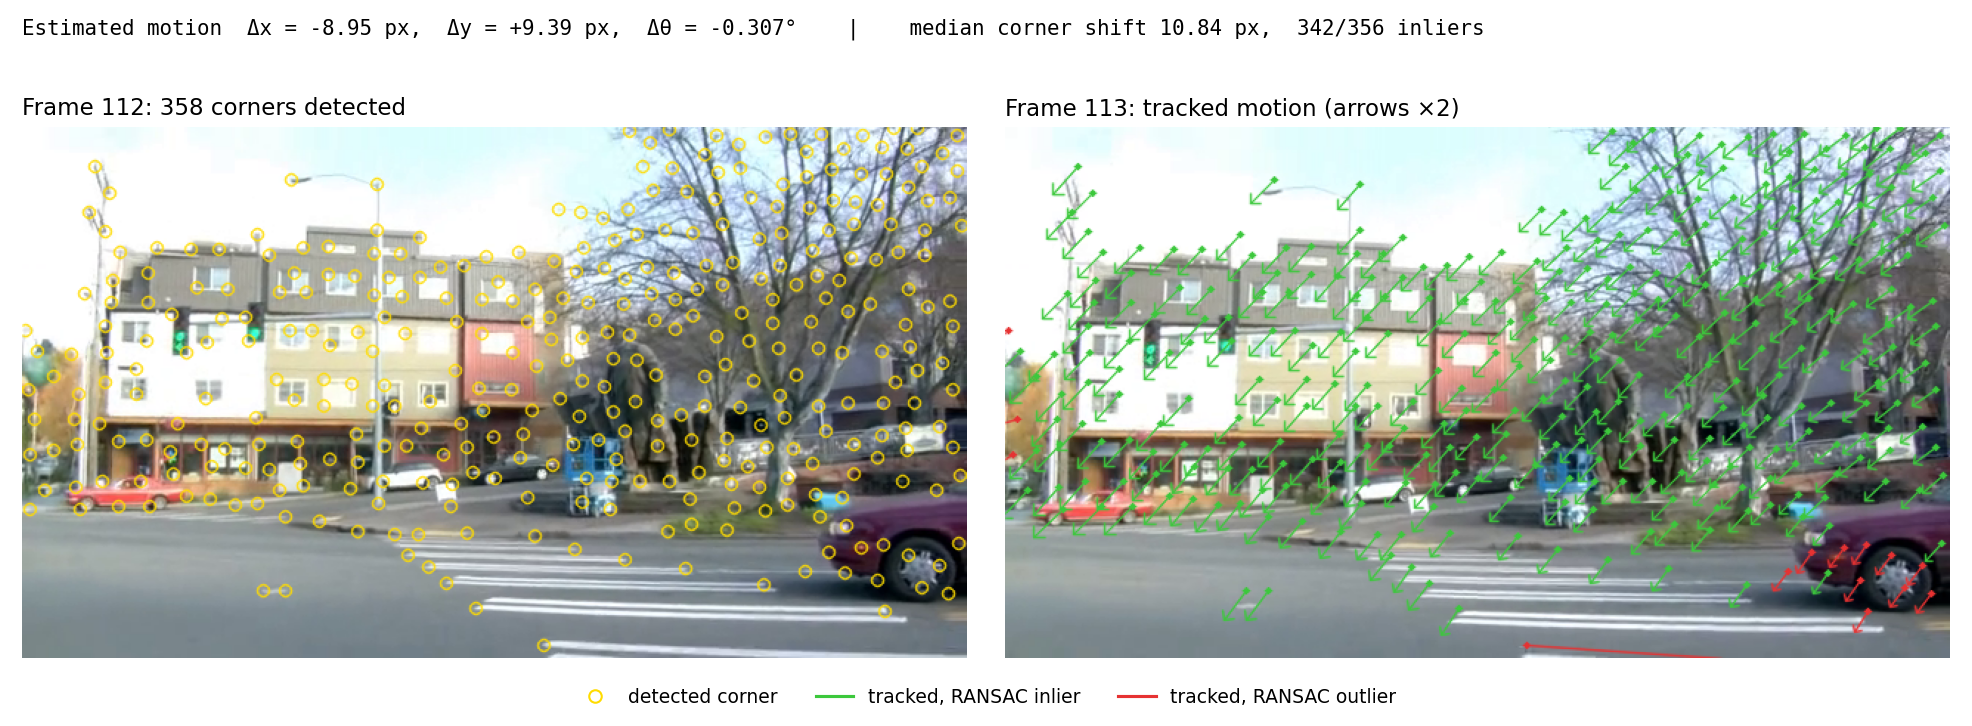 Estimated motion  Δx = -8.95 px,  Δy = +9.39 px,  Δθ = -0.307°    |    median corner shift 10.84 px,  342/356 inliers
Frame 112: 358 corners detected
Frame 113: tracked motion (arrows ×2)
detected corner
tracked, RANSAC inlier
tracked, RANSAC outlier